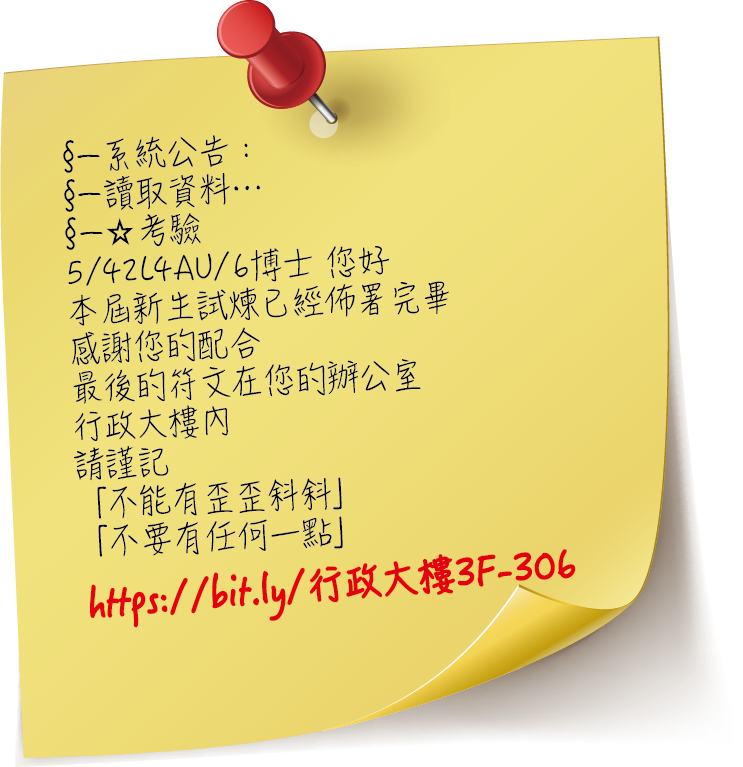 §—系統公告：
§—讀取資料…
§—☆考驗
5/42L4AU/6博士 您好
本屆新生試煉已經佈署完畢
感謝您的配合
最後的符文在您的辦公室
行政大樓內
請謹記
「不能有歪歪斜斜」
「不要有任何一點」
https://bit.ly/行政大樓3F-306